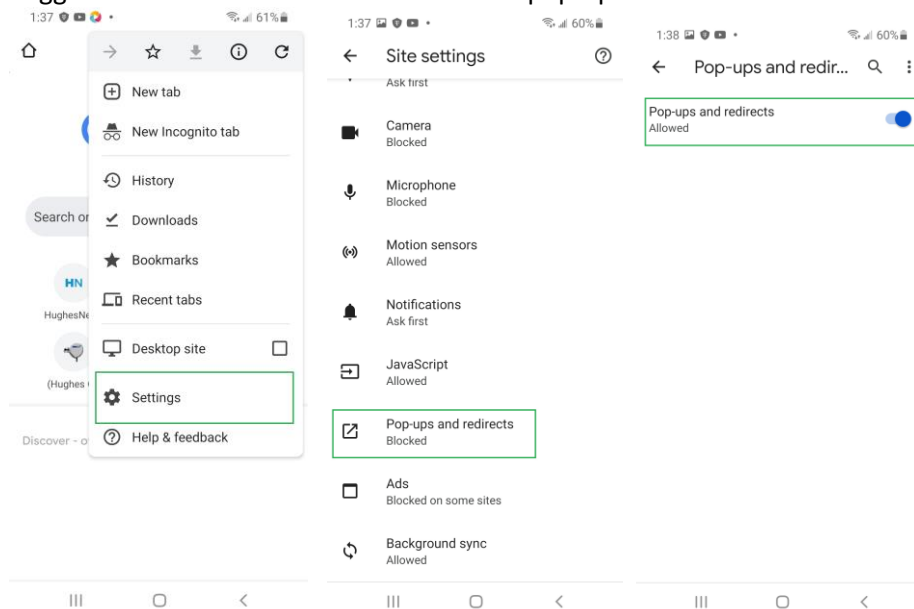 1:37
61%
New tab
New Incognito tab
History
Downloads
Bookmarks
Recent tabs
Desktop site
Settings
Help & feedback
Search or
HN
HughesNe
(Hughes
Discover - o
1:37
60%
Site settings
Ask first
Camera
Blocked
Microphone
Blocked
Motion sensors
Allowed
Notifications
Ask first
JavaScript
Allowed
Pop-ups and redirects
Blocked
Ads
Blocked on some sites
Background sync
Allowed
1:38
60%
Pop-ups and redir...
Pop-ups and redirects
Allowed